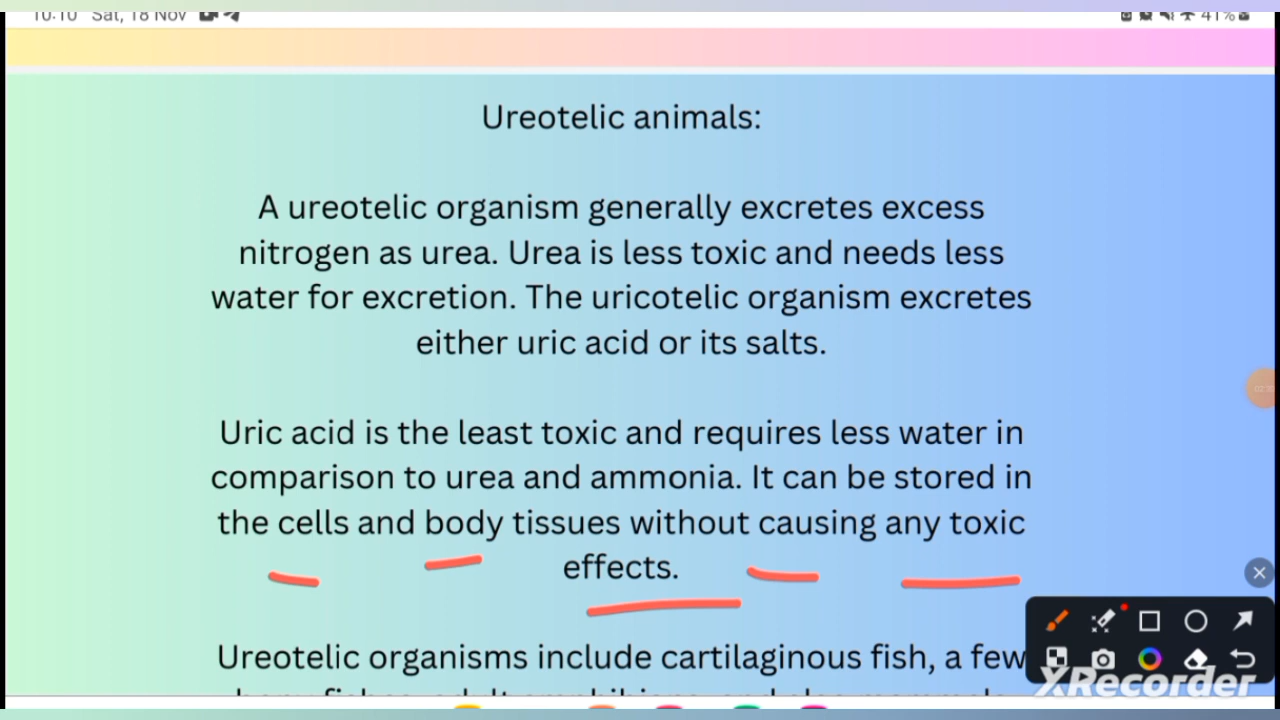 10:10 Sat, 18 Nov
41%
Ureotelic animals:
A ureotelic organism generally excretes excess
nitrogen as urea. Urea is less toxic and needs less
water for excretion. The uricotelic organism excretes
either uric acid or its salts.
Uric acid is the least toxic and requires less water in
comparison to urea and ammonia. It can be stored in
the cells and body tissues without causing any toxic
effects.
Ureotelic organisms include cartilaginous fish, a few
XRecorder